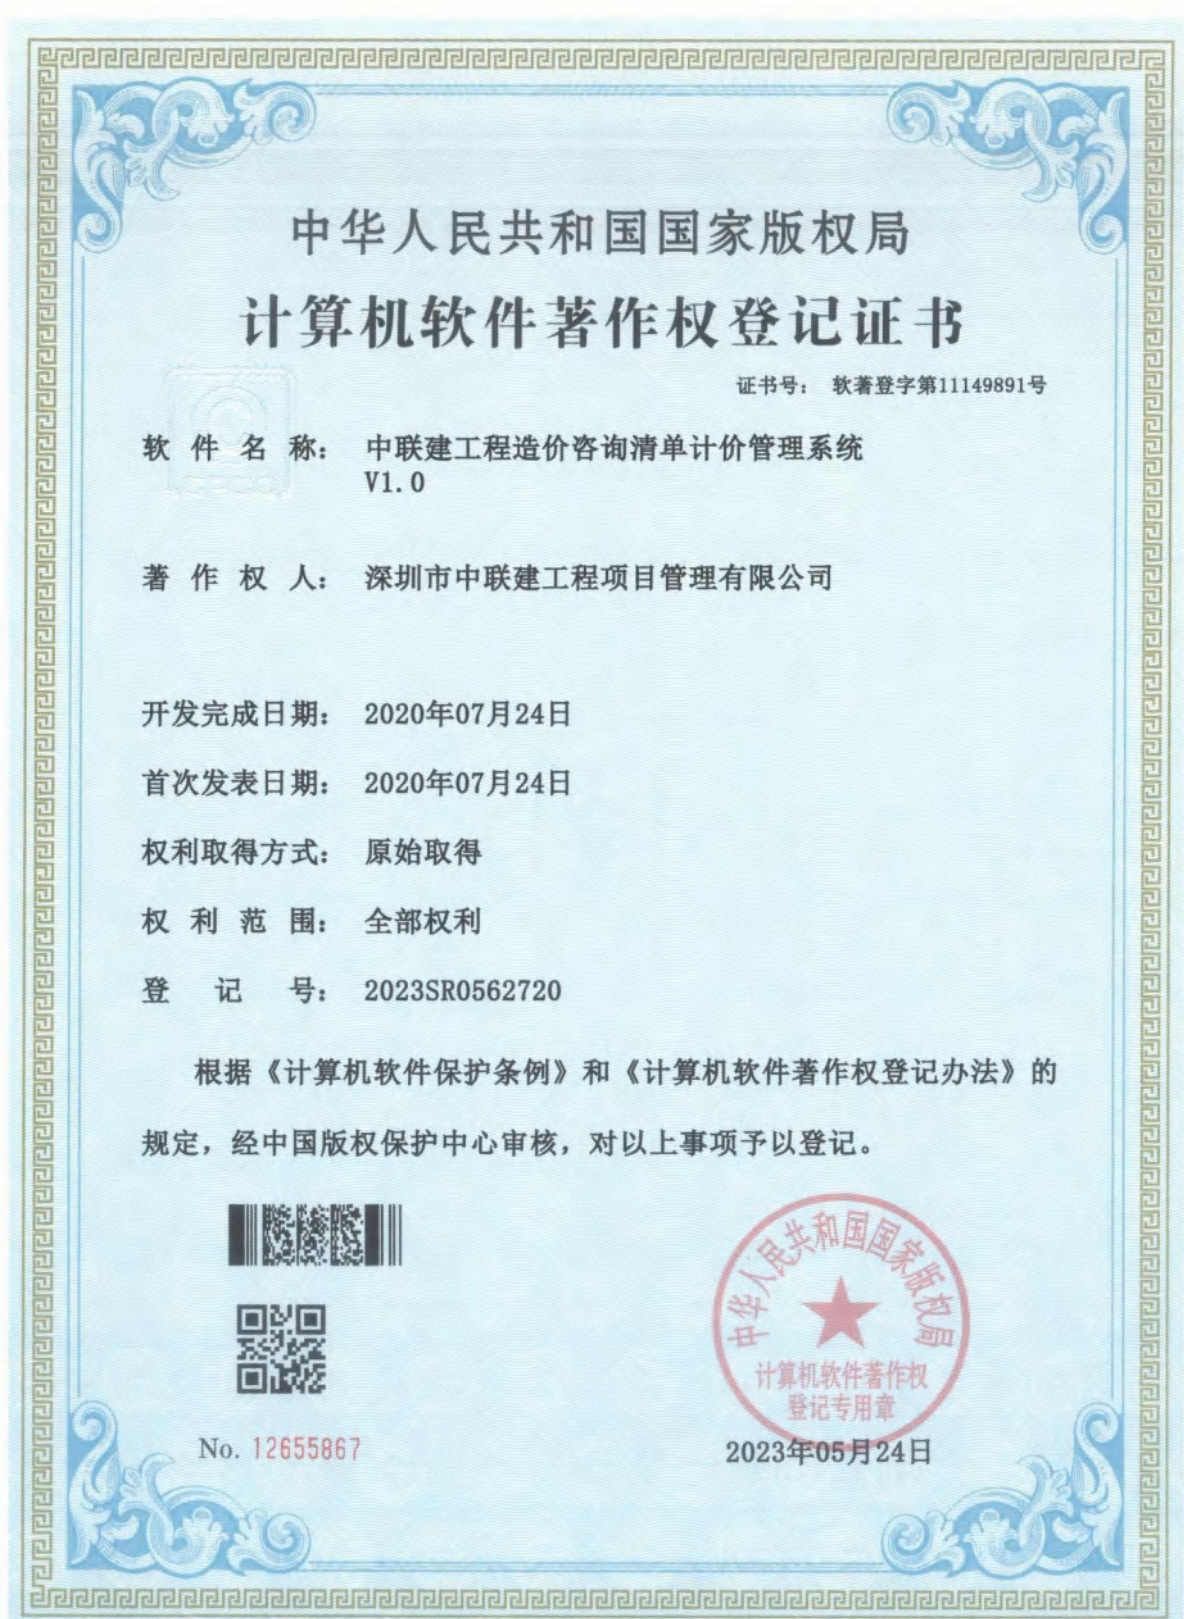 中华人民共和国国家版权局
计算机软件著作权登记证书
证书号： 软著登字第11149891号
软件名称： 中联建工程造价咨询清单计价管理系统
V1.0
著作权人： 深圳市中联建工程项目管理有限公司
开发完成日期： 2020年07月24日
首次发表日期： 2020年07月24日
权利取得方式： 原始取得
权利范围： 全部权利
登记号： 2023SR0562720
根据《计算机软件保护条例》和《计算机软件著作权登记办法》的
规定，经中国版权保护中心审核，对以上事项予以登记。
中华人民共和国国家版权局
计算机软件著作权
登记专用章
No. 12655867
2023年05月24日